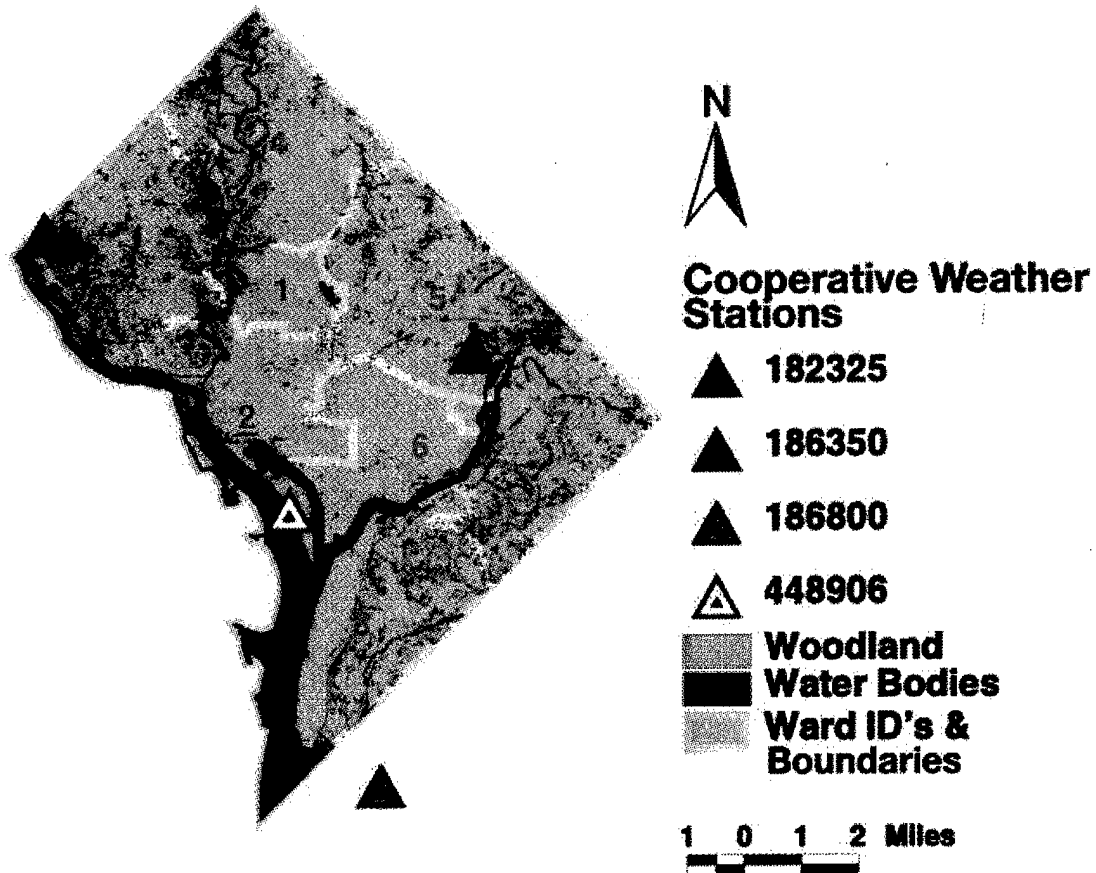 N
4
1
5
2
6
Cooperative Weather
Stations
182325
186350
186800
448906
Woodland
Water Bodies
Ward ID's &
Boundaries
1 0 1 2 Miles